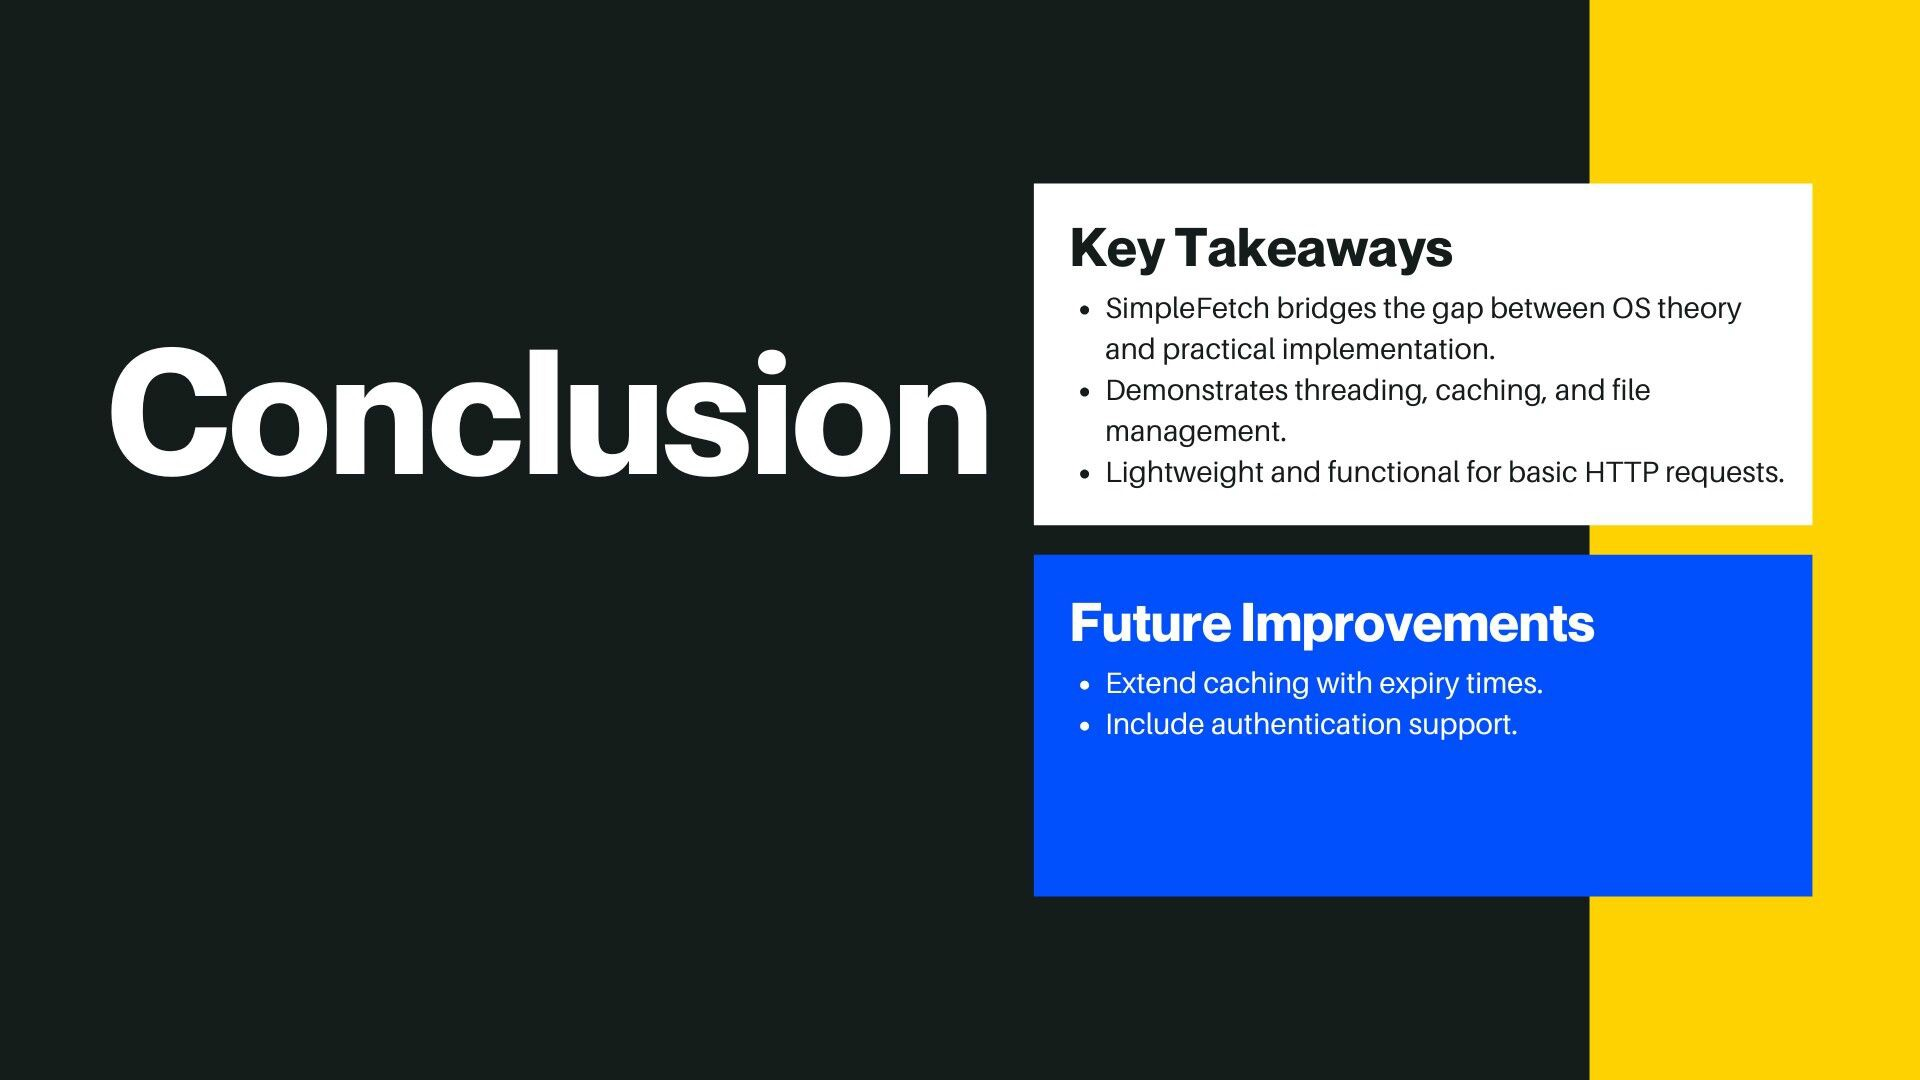 Conclusion
Key Takeaways
• SimpleFetch bridges the gap between OS theory
and practical implementation.
• Demonstrates threading, caching, and file
management.
• Lightweight and functional for basic HTTP requests.
Future Improvements
• Extend caching with expiry times.
• Include authentication support.